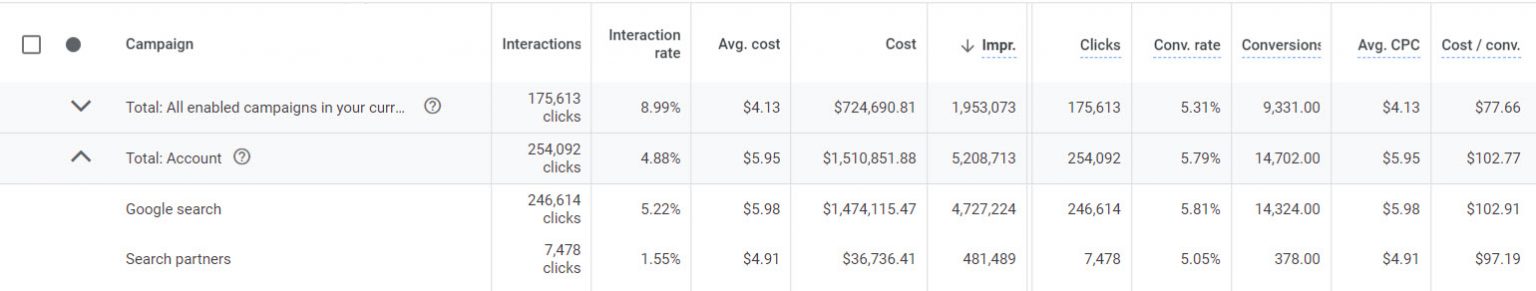 Campaign Interactions Interaction rate Avg. cost Cost Impr. Clicks Conv. rate Conversions Avg. CPC Cost / conv.
Total: All enabled campaigns in your curr... 175,613 clicks 8.99% $4.13 $724,690.81 1,953,073 175,613 5.31% 9,331.00 $4.13 $77.66
Total: Account 254,092 clicks 4.88% $5.95 $1,510,851.88 5,208,713 254,092 5.79% 14,702.00 $5.95 $102.77
Google search 246,614 clicks 5.22% $5.98 $1,474,115.47 4,727,224 246,614 5.81% 14,324.00 $5.98 $102.91
Search partners 7,478 clicks 1.55% $4.91 $36,736.41 481,489 7,478 5.05% 378.00 $4.91 $97.19